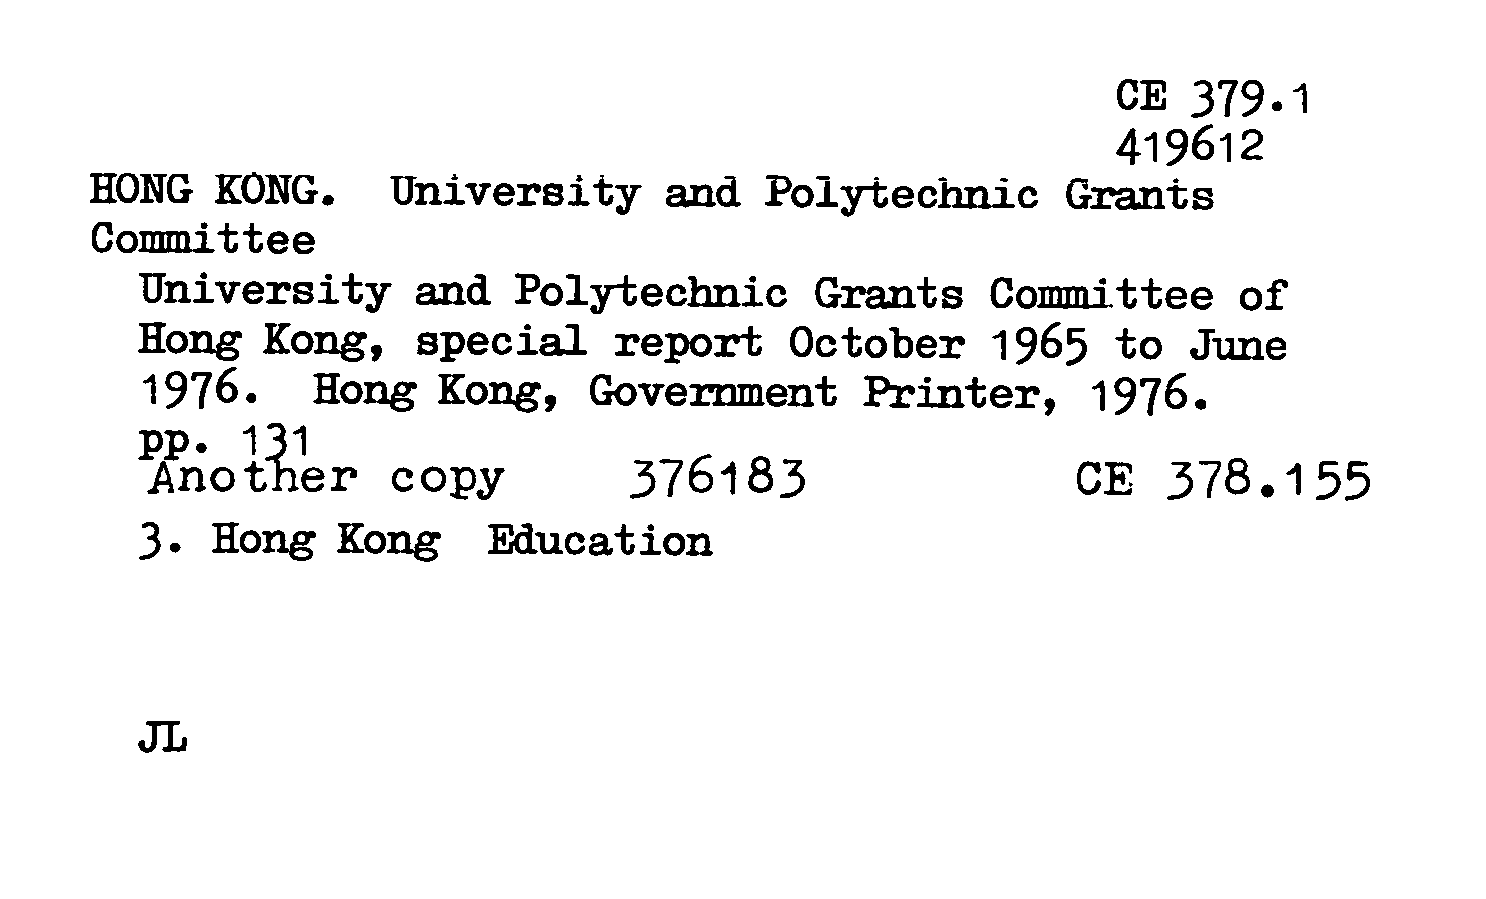 CE 379.1
419612
HONG KONG.  University and Polytechnic Grants
Committee
University and Polytechnic Grants Committee of
Hong Kong, special report October 1965 to June
1976.  Hong Kong, Government Printer, 1976.
pp. 131
Another copy 376183 CE 378.155
3. Hong Kong  Education
JL